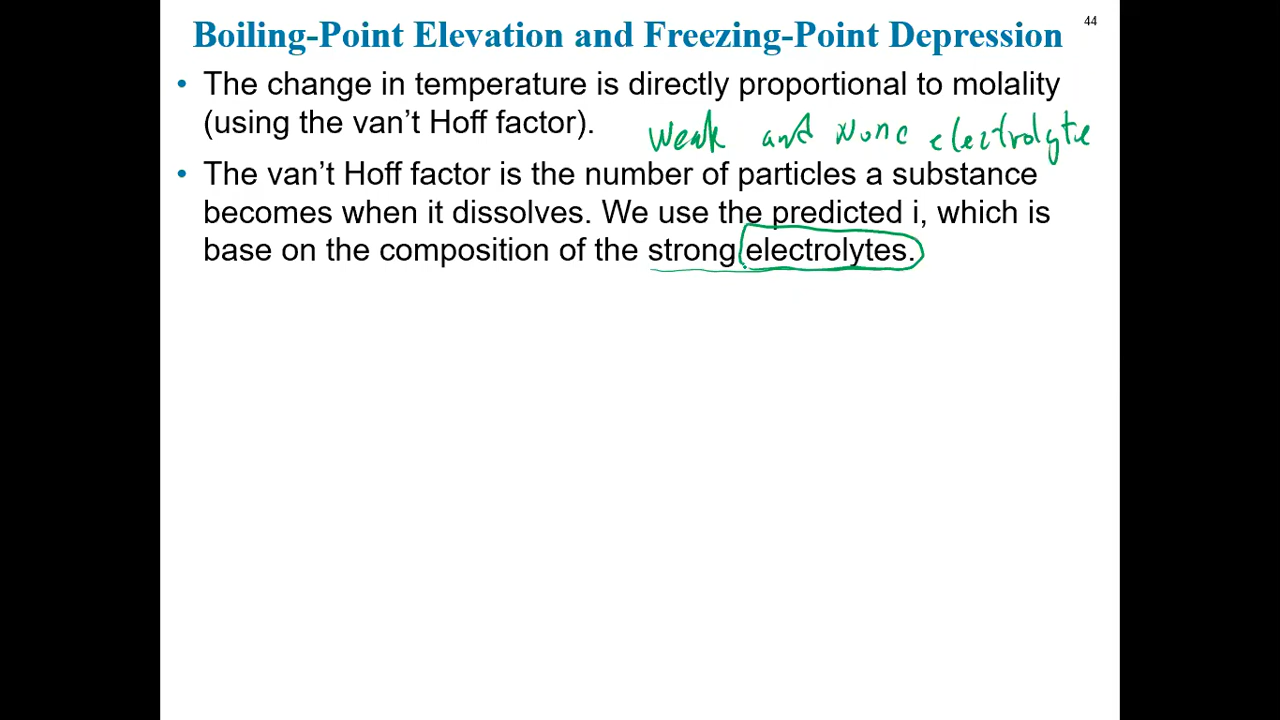 44
Boiling-Point Elevation and Freezing-Point Depression
• The change in temperature is directly proportional to molality
(using the van’t Hoff factor).
Weak and None electrolyte
• The van’t Hoff factor is the number of particles a substance
becomes when it dissolves. We use the predicted i, which is
base on the composition of the strong electrolytes.